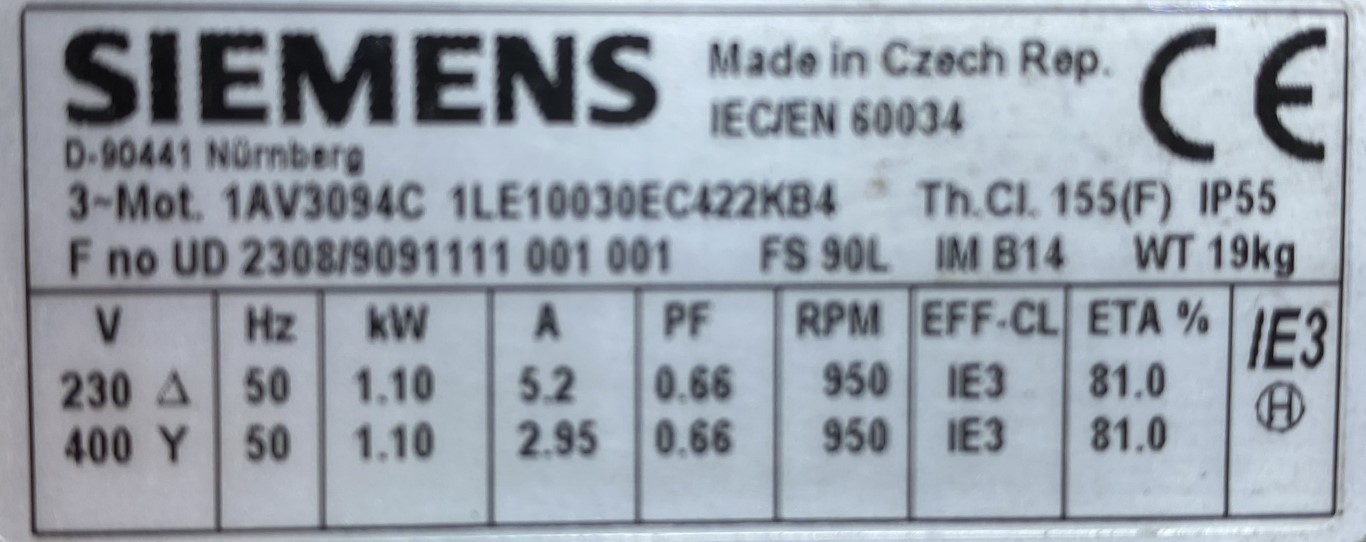 SIEMENS
Made in Czech Rep.
IEC/EN 60034
CE
D-90441 Nürnberg
3~Mot. 1AV3094C 1LE10030EC422KB4 Th.Cl. 155(F) IP55
F no UD 2308/9091111 001 001 FS 90L IM B14 WT 19kg
V Hz kW A PF RPM EFF-CL ETA % IE3
230 Δ 50 1.10 5.2 0.66 950 IE3 81.0 H
400 Y 50 1.10 2.95 0.66 950 IE3 81.0